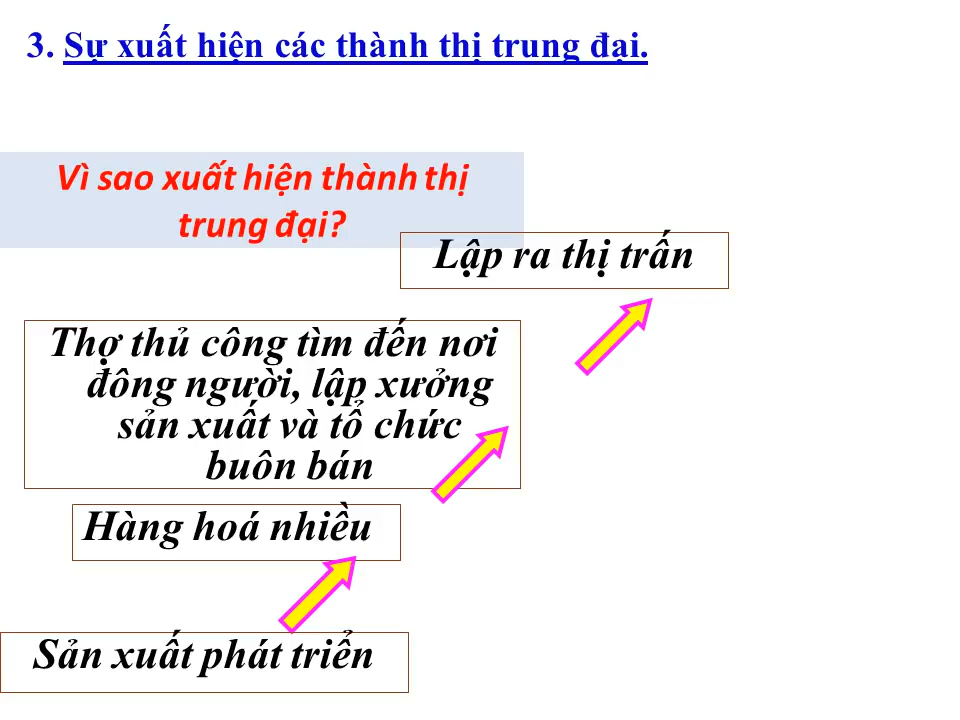 3. Sự xuất hiện các thành thị trung đại.
Vì sao xuất hiện thành thị
trung đại?
Lập ra thị trấn
Thợ thủ công tìm đến nơi
đông người, lập xưởng
sản xuất và tổ chức
buôn bán
Hàng hoá nhiều
Sản xuất phát triển